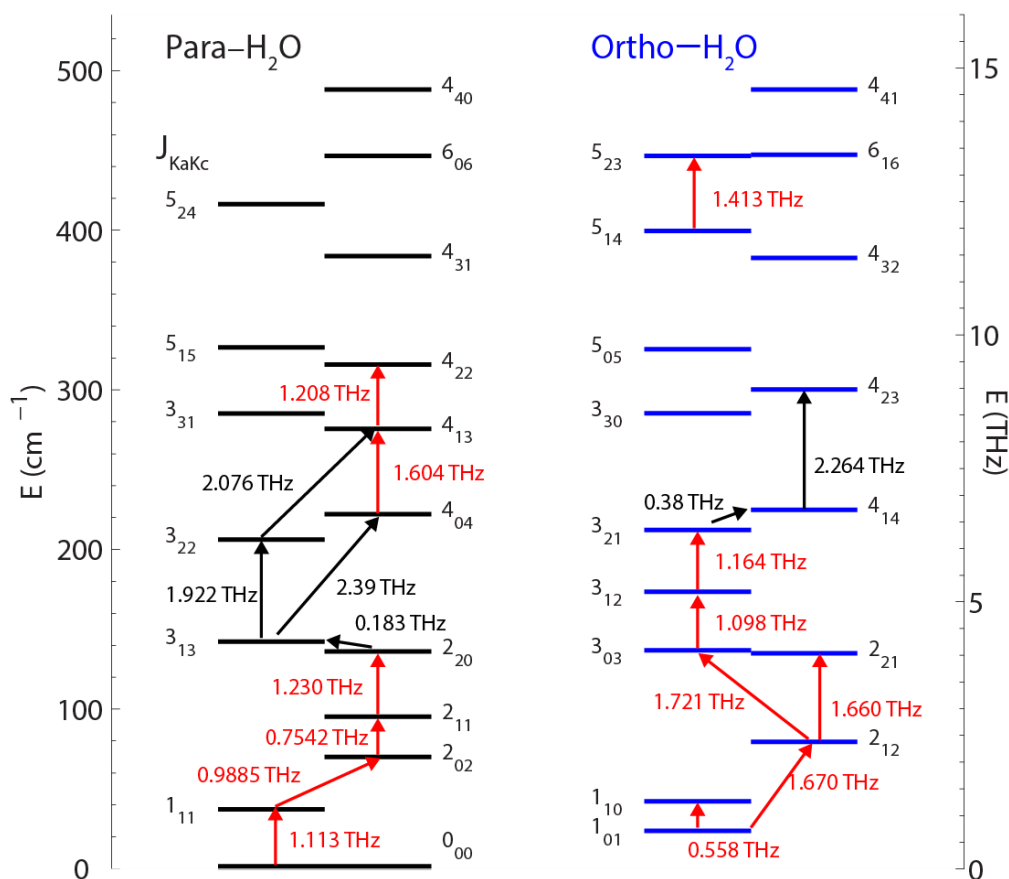 Para–H₂O
Ortho—H₂O
J_KaKc
E (cm⁻¹)
500
400
300
200
100
0
E (THz)
15
10
5
0
4₄₀
6₀₆
5₂₄
4₃₁
5₁₅
4₂₂
1.208 THz
3₃₁
4₁₃
2.076 THz
1.604 THz
4₀₄
3₂₂
1.922 THz
2.39 THz
0.183 THz
3₁₃
2₂₀
1.230 THz
2₁₁
0.7542 THz
2₀₂
0.9885 THz
1₁₁
1.113 THz
0₀₀
4₄₁
5₂₃
6₁₆
1.413 THz
5₁₄
4₃₂
5₀₅
4₂₃
3₃₀
2.264 THz
0.38 THz
4₁₄
3₂₁
1.164 THz
3₁₂
1.098 THz
3₀₃
2₂₁
1.721 THz
1.660 THz
2₁₂
1.670 THz
1₁₀
1₀₁
0.558 THz